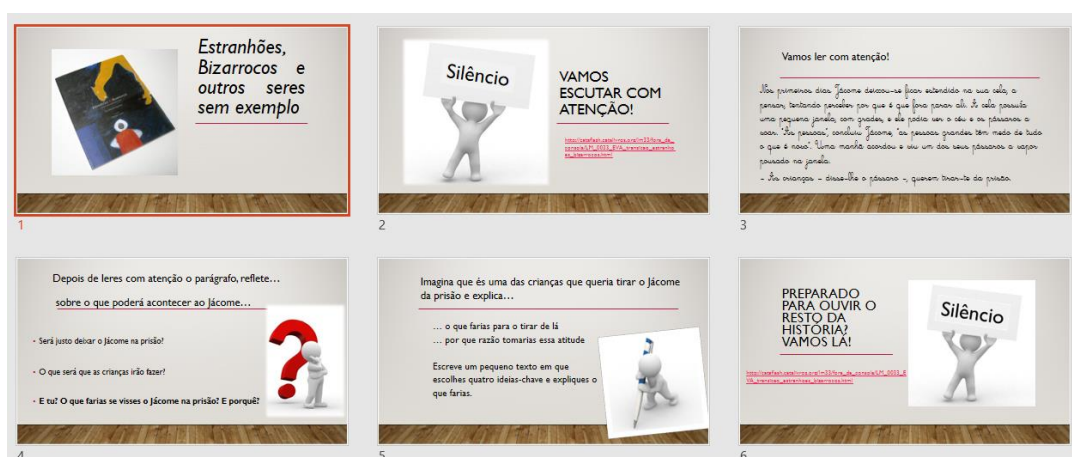 Estranhões,
Bizarrocos e
outros seres
sem exemplo
1
Silêncio
VAMOS
ESCUTAR COM
ATENÇÃO!
2
Vamos ler com atenção!
Nos primeiros dias Jácome deixou-se ficar estendido na sua cela, a
pensar, tentando perceber por que é que fora parar ali. A cela possuía
uma pequena janela, com grades, e ele podia ver o céu e os pássaros a
voar. "As pessoas", concluiu Jácome, "as pessoas grandes têm medo de tudo
o que é novo". Uma manhã acordou e viu um dos seus pássaros a vapor
pousado na janela.
- As crianças - disse-lhe o pássaro -, querem tirar-te da prisão.
3
Depois de leres com atenção o parágrafo, reflete...
sobre o que poderá acontecer ao Jácome...
• Será justo deixar o Jácome na prisão?
• O que será que as crianças irão fazer?
• E tu? O que farias se visses o Jácome na prisão? E porquê?
4
Imagina que és uma das crianças que queria tirar o Jácome
da prisão e explica...
... o que farias para o tirar de lá
... por que razão tomarias essa atitude
Escreve um pequeno texto em que
escolhes quatro ideias-chave e expliques o
que farias.
5
PREPARADO
PARA OUVIR O
RESTO DA
HISTÓRIA?
VAMOS LÁ!
Silêncio
6